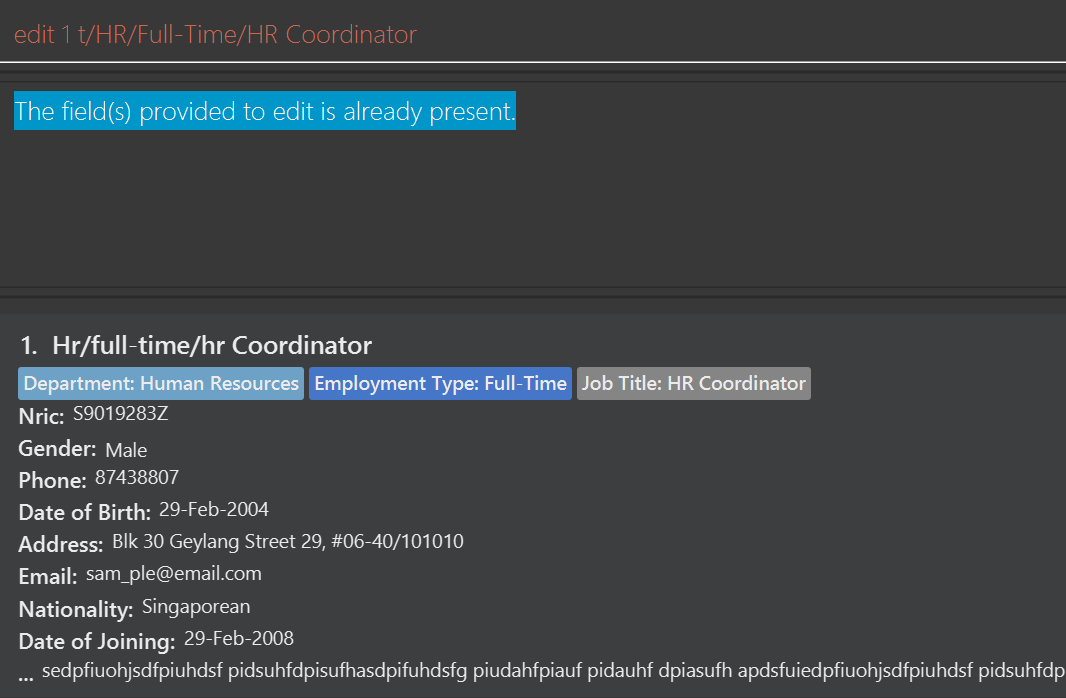 edit 1 t/HR/Full-Time/HR Coordinator
The field(s) provided to edit is already present.
1. Hr/full-time/hr Coordinator
Department: Human Resources Employment Type: Full-Time Job Title: HR Coordinator
Nric: S9019283Z
Gender: Male
Phone: 87438807
Date of Birth: 29-Feb-2004
Address: Blk 30 Geylang Street 29, #06-40/101010
Email: sam_ple@email.com
Nationality: Singaporean
Date of Joining: 29-Feb-2008
... sedpfiuohjsdfpiuhdsf pidsuhfdpisufhasdpifuhdsfg piudahfpiauf pidauhf dpiasufh apdsfuiedpfiuohjsdfpiuhdsf pidsuhfdp